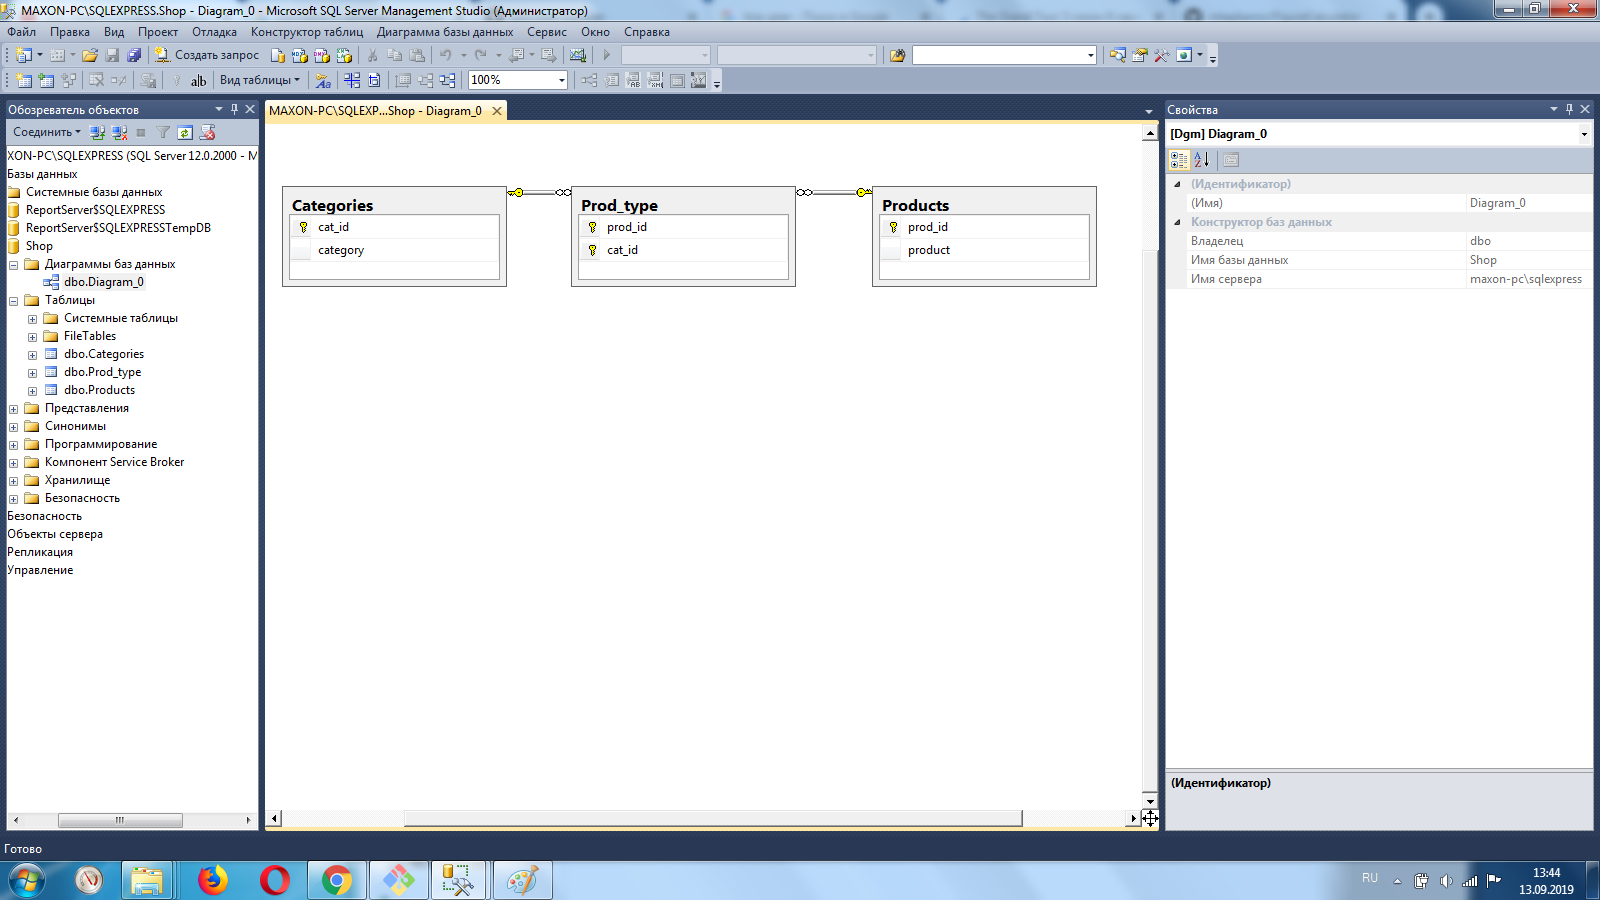 MAXON-PC\SQLEXPRESS.Shop - Diagram_0 - Microsoft SQL Server Management Studio (Администратор)
Файл Правка Вид Проект Отладка Конструктор таблиц Диаграмма базы данных Сервис Окно Справка
Создать запрос
Вид таблицы 100%
Обозреватель объектов
Соединить
XON-PC\SQLEXPRESS (SQL Server 12.0.2000 - M
Базы данных
Системные базы данных
ReportServer$SQLEXPRESS
ReportServer$SQLEXPRESSTempDB
Shop
Диаграммы баз данных
dbo.Diagram_0
Таблицы
Системные таблицы
FileTables
dbo.Categories
dbo.Prod_type
dbo.Products
Представления
Синонимы
Программирование
Компонент Service Broker
Хранилище
Безопасность
Безопасность
Объекты сервера
Репликация
Управление
MAXON-PC\SQLEXP...Shop - Diagram_0
Categories
cat_id
category
Prod_type
prod_id
cat_id
Products
prod_id
product
Свойства
[Dgm] Diagram_0
(Идентификатор)
(Имя) Diagram_0
Конструктор баз данных
Владелец dbo
Имя базы данных Shop
Имя сервера maxon-pc\sqlexpress
(Идентификатор)
Готово
RU
13:44
13.09.2019